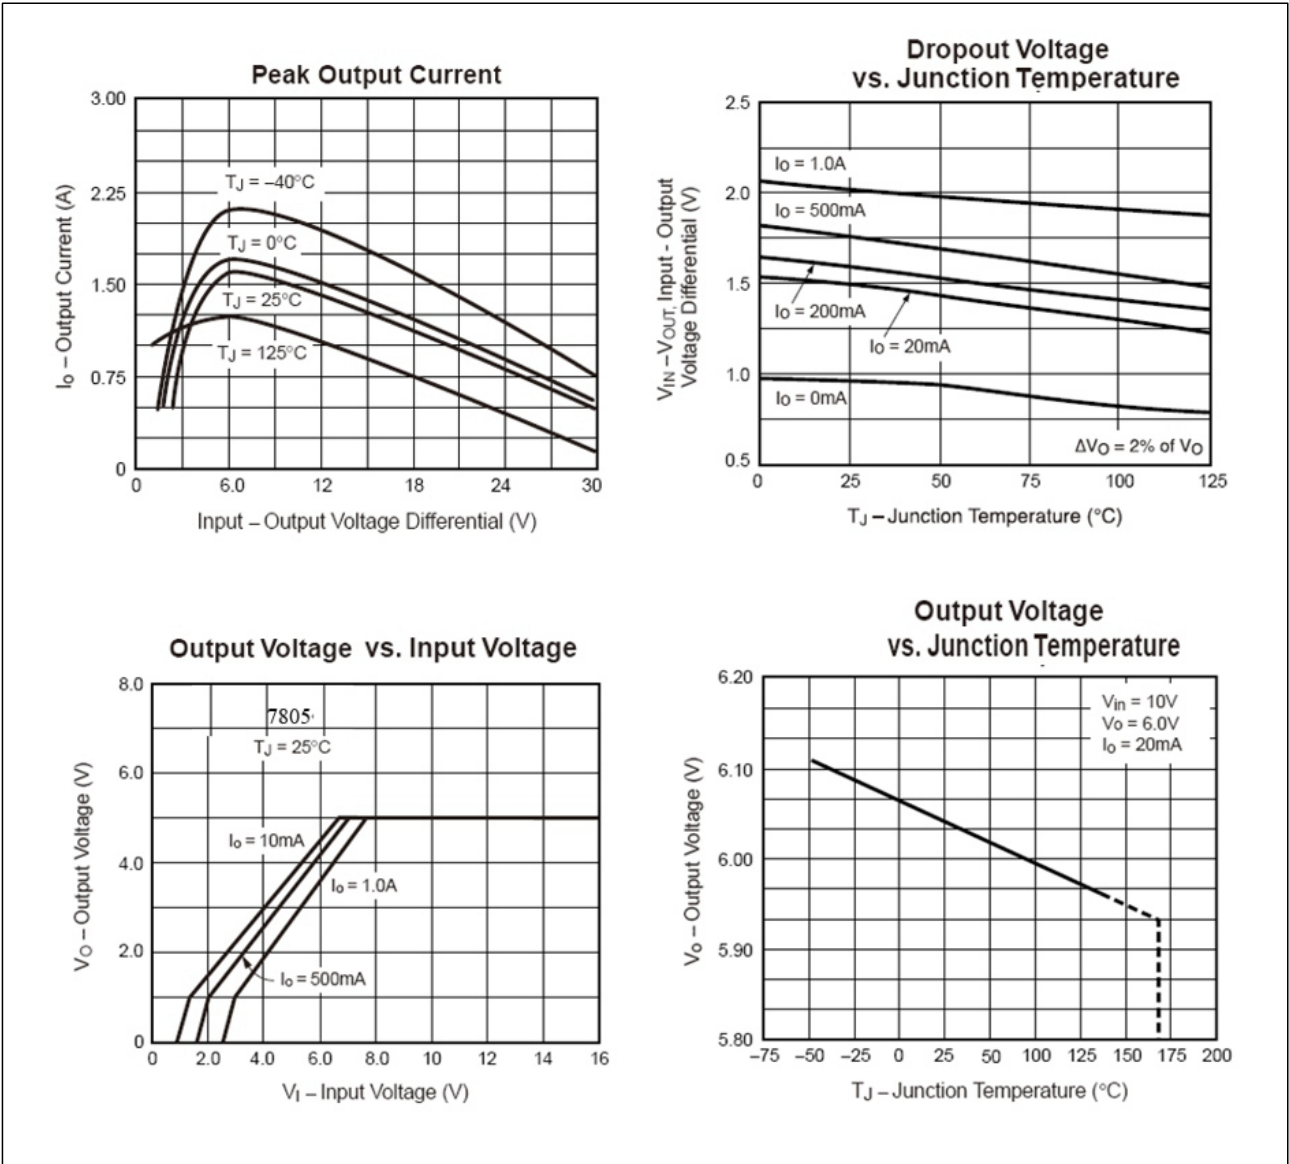 Peak Output Current
3.00
2.25
1.50
0.75
0
TJ = –40°C
TJ = 0°C
TJ = 25°C
TJ = 125°C
0 6.0 12 18 24 30
IO – Output Current (A)
Input – Output Voltage Differential (V)
Dropout Voltage
vs. Junction Temperature
2.5
2.0
1.5
1.0
0.5
IO = 1.0A
IO = 500mA
IO = 200mA
IO = 20mA
IO = 0mA
ΔVO = 2% of VO
0 25 50 75 100 125
VIN – VOUT, Input - Output
Voltage Differential (V)
TJ – Junction Temperature (°C)
Output Voltage vs. Input Voltage
8.0
6.0
4.0
2.0
0
7805
TJ = 25°C
Io = 10mA
Io = 1.0A
Io = 500mA
0 2.0 4.0 6.0 8.0 10 12 14 16
VO – Output Voltage (V)
VI – Input Voltage (V)
Output Voltage
vs. Junction Temperature
6.20
6.10
6.00
5.90
5.80
Vin = 10V
Vo = 6.0V
Io = 20mA
–75 –50 –25 0 25 50 100 125 150 175 200
Vo – Output Voltage (V)
TJ – Junction Temperature (°C)